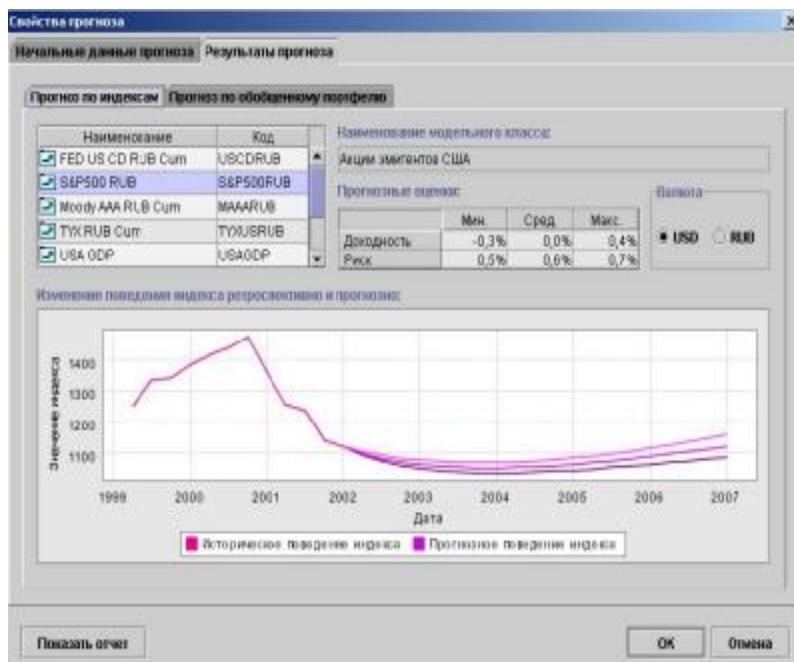 Свойства прогноза
Начальные данные прогноза Результаты прогноза
Прогноз по индексам Прогноз по обобщенному портфелю
Наименование Код
FED US CD RUB Cum USCDRUB
S&P500 RUB S&P500RUB
Moody AAA RUB Cum MAAARUB
TYX RUB Cum TYXUSRUB
USA GDP USAGDP
Наименование модельного класса:
Акции эмитентов США
Прогнозные оценки:
Мин. Сред. Макс.
Доходность -0,3% 0,0% 0,4%
Риск 0,5% 0,6% 0,7%
Валюта
USD RUB
Изменение поведения индекса ретроспективно и прогнозно:
Значение индекса
1400
1300
1200
1100
1999 2000 2001 2002 2003 2004 2005 2006 2007
Дата
Историческое поведение индекса Прогнозное поведение индекса
Показать отчет OK Отмена